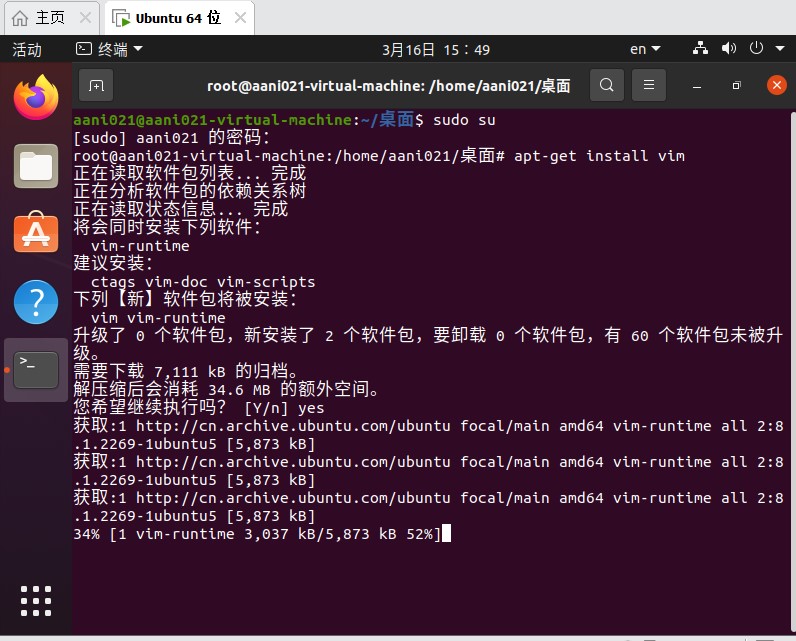 主页
Ubuntu 64 位
活动
终端
3月16日 15：49
en
root@aani021-virtual-machine: /home/aani021/桌面
aani021@aani021-virtual-machine:~/桌面$ sudo su
[sudo] aani021 的密码：
root@aani021-virtual-machine:/home/aani021/桌面# apt-get install vim
正在读取软件包列表... 完成
正在分析软件包的依赖关系树
正在读取状态信息... 完成
将会同时安装下列软件：
vim-runtime
建议安装：
ctags vim-doc vim-scripts
下列【新】软件包将被安装：
vim vim-runtime
升级了 0 个软件包，新安装了 2 个软件包，要卸载 0 个软件包，有 60 个软件包未被升
级。
需要下载 7,111 kB 的归档。
解压缩后会消耗 34.6 MB 的额外空间。
您希望继续执行吗？ [Y/n] yes
获取:1 http://cn.archive.ubuntu.com/ubuntu focal/main amd64 vim-runtime all 2:8
.1.2269-1ubuntu5 [5,873 kB]
获取:1 http://cn.archive.ubuntu.com/ubuntu focal/main amd64 vim-runtime all 2:8
.1.2269-1ubuntu5 [5,873 kB]
获取:1 http://cn.archive.ubuntu.com/ubuntu focal/main amd64 vim-runtime all 2:8
.1.2269-1ubuntu5 [5,873 kB]
34% [1 vim-runtime 3,037 kB/5,873 kB 52%]